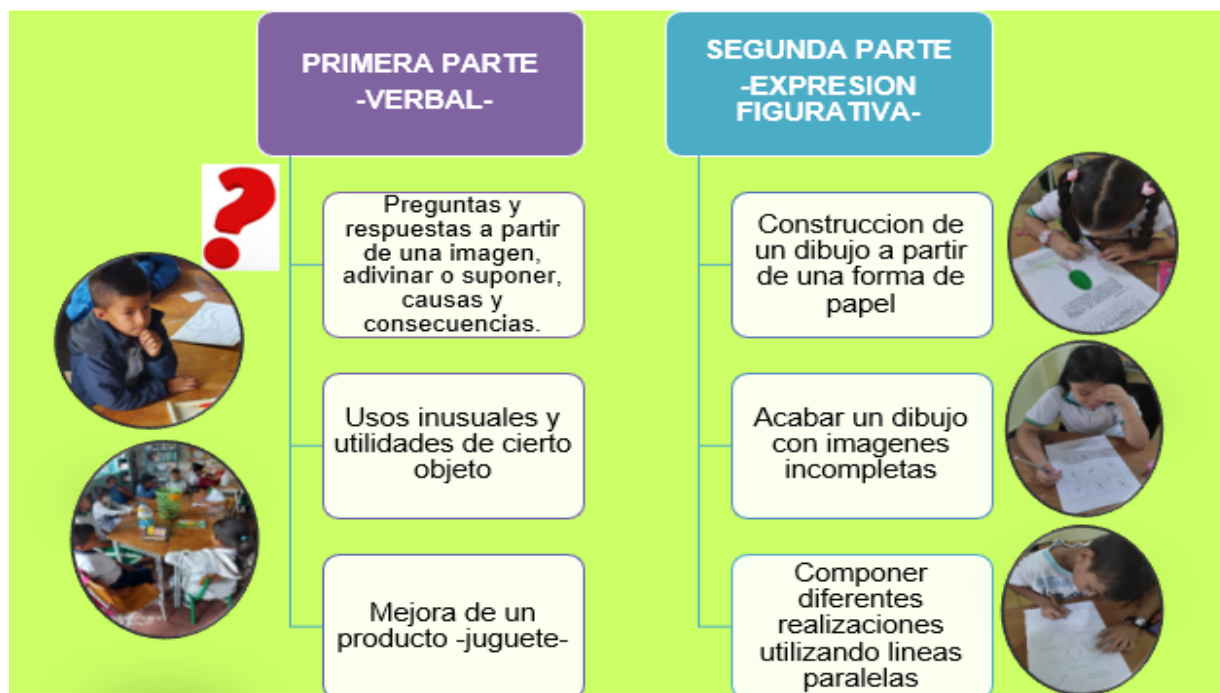 PRIMERA PARTE
-VERBAL-
Preguntas y
respuestas a partir
de una imagen,
adivinar o suponer,
causas y
consecuencias.
Usos inusuales y
utilidades de cierto
objeto
Mejora de un
producto -juguete-
SEGUNDA PARTE
-EXPRESION
FIGURATIVA-
Construccion de
un dibujo a partir
de una forma de
papel
Acabar un dibujo
con imagenes
incompletas
Componer
diferentes
realizaciones
utilizando lineas
paralelas